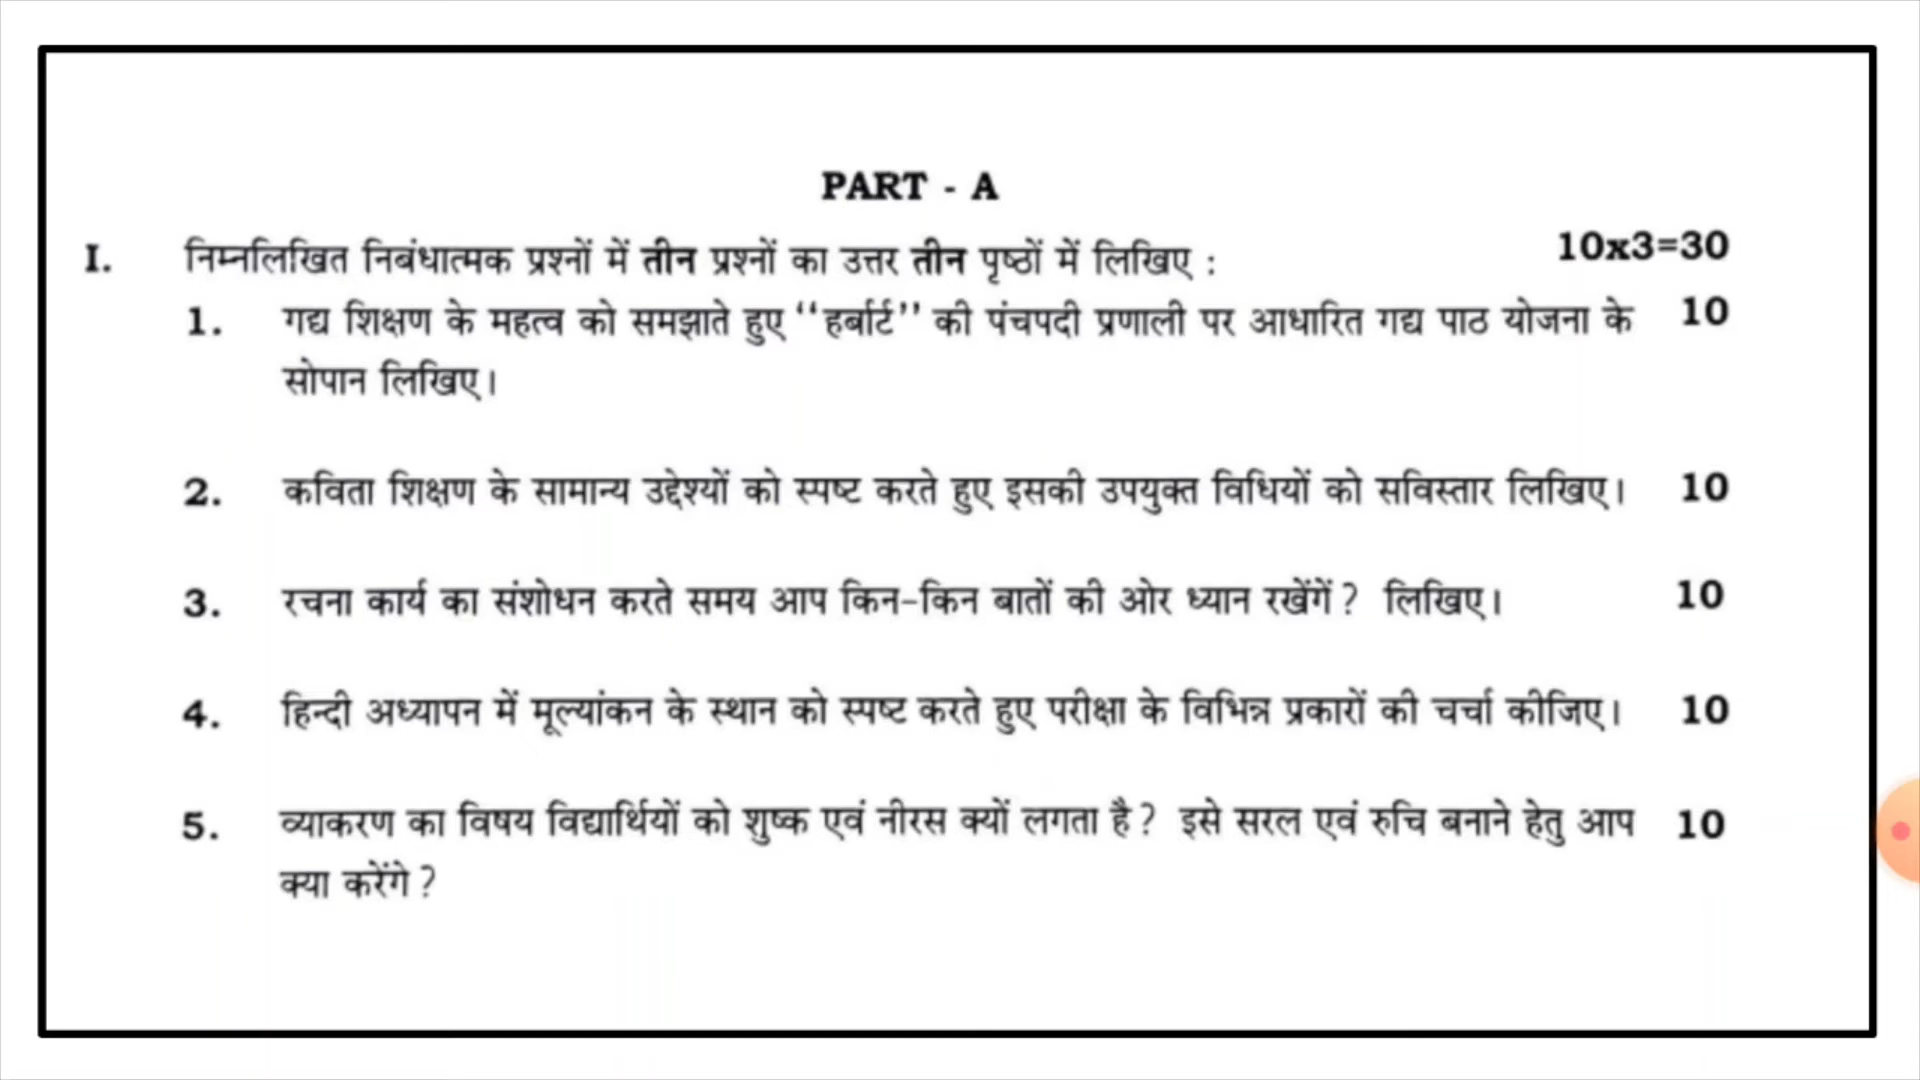 PART - A
I. निम्नलिखित निबंधात्मक प्रश्नों में तीन प्रश्नों का उत्तर तीन पृष्ठों में लिखिए : 10x3=30
1. गद्य शिक्षण के महत्व को समझाते हुए ‘‘हर्बार्ट’’ की पंचपदी प्रणाली पर आधारित गद्य पाठ योजना के 10
सोपान लिखिए।
2. कविता शिक्षण के सामान्य उद्देश्यों को स्पष्ट करते हुए इसकी उपयुक्त विधियों को सविस्तार लिखिए। 10
3. रचना कार्य का संशोधन करते समय आप किन-किन बातों की ओर ध्यान रखेंगें? लिखिए। 10
4. हिन्दी अध्यापन में मूल्यांकन के स्थान को स्पष्ट करते हुए परीक्षा के विभिन्न प्रकारों की चर्चा कीजिए। 10
5. व्याकरण का विषय विद्यार्थियों को शुष्क एवं नीरस क्यों लगता है? इसे सरल एवं रुचि बनाने हेतु आप 10
क्या करेंगे?